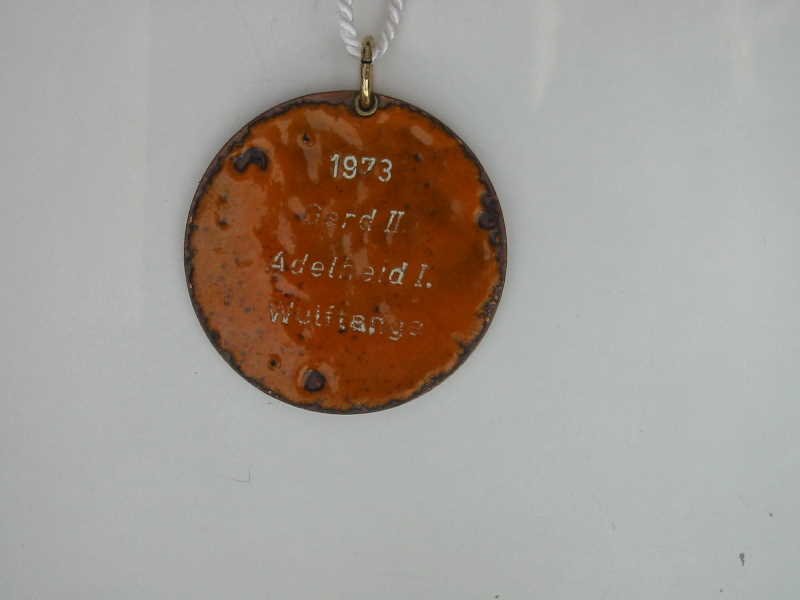 1973
Gerd II.
Adelheid I.
Wulftange